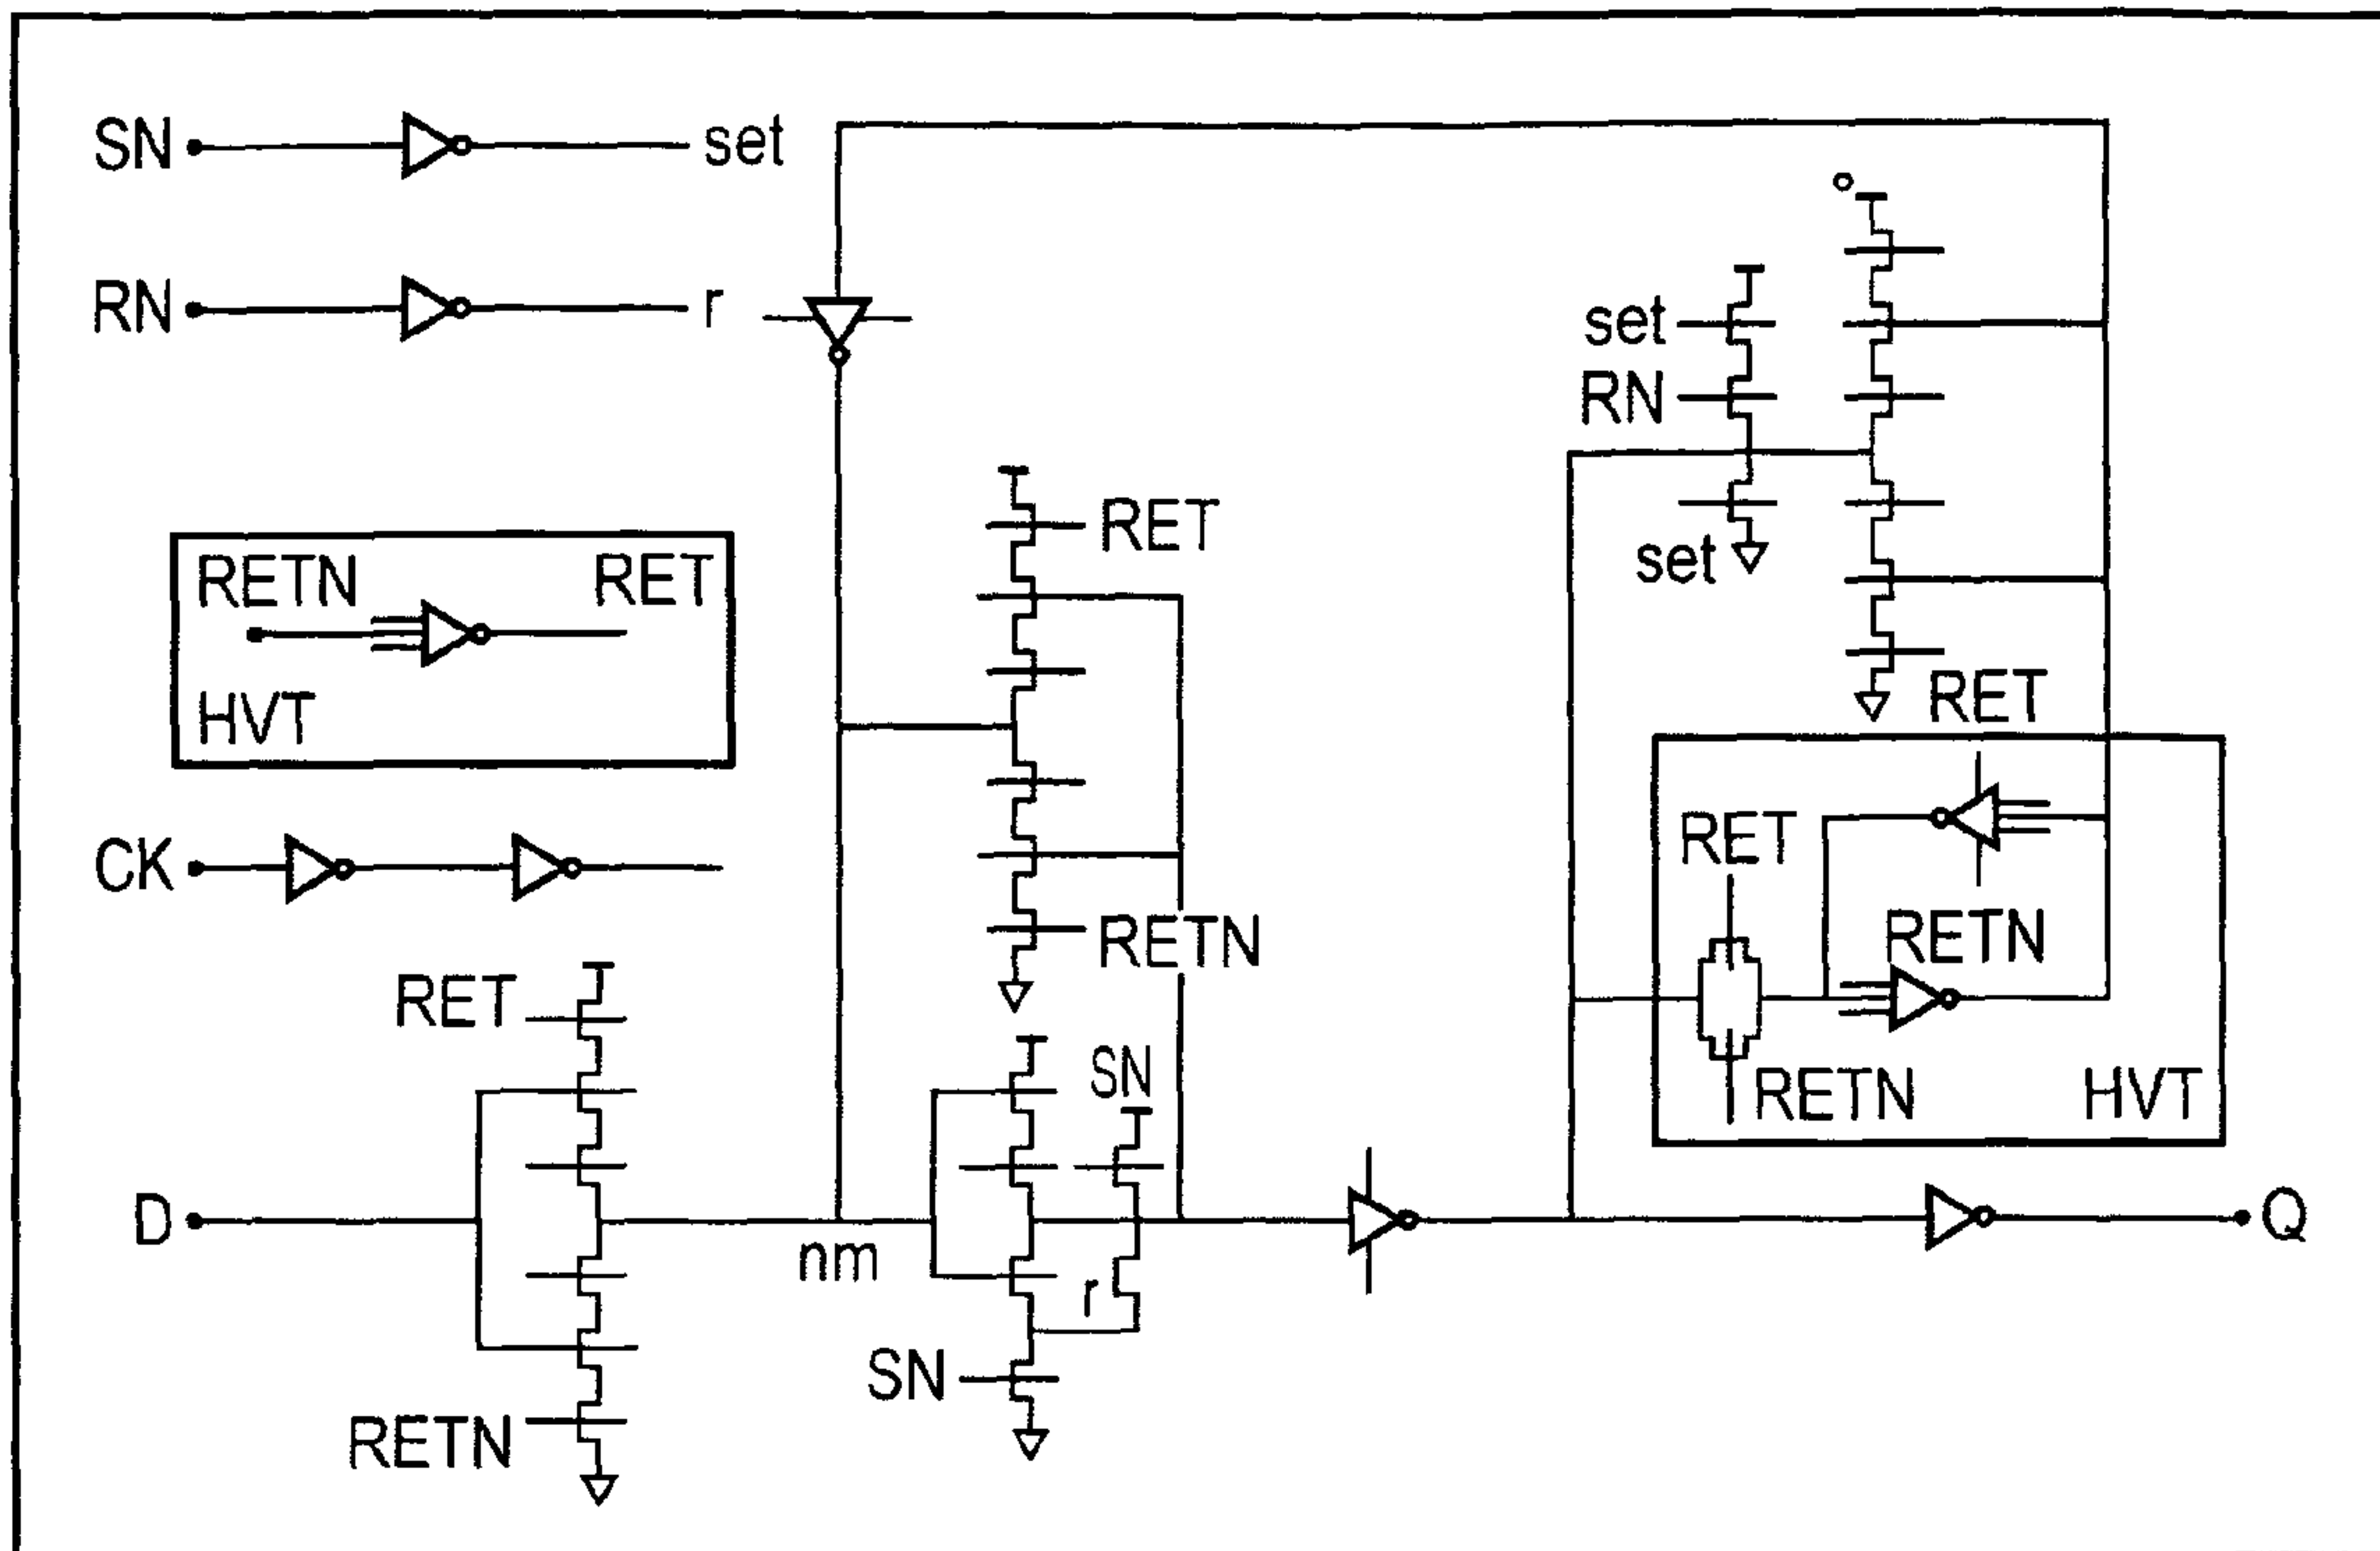 SN
set
RN
r
set
RN
set
RET
RETN
RET
HVT
RET
RET
CK
RETN
RETN
RET
SN
RETN
HVT
D
nm
r
Q
SN
RETN